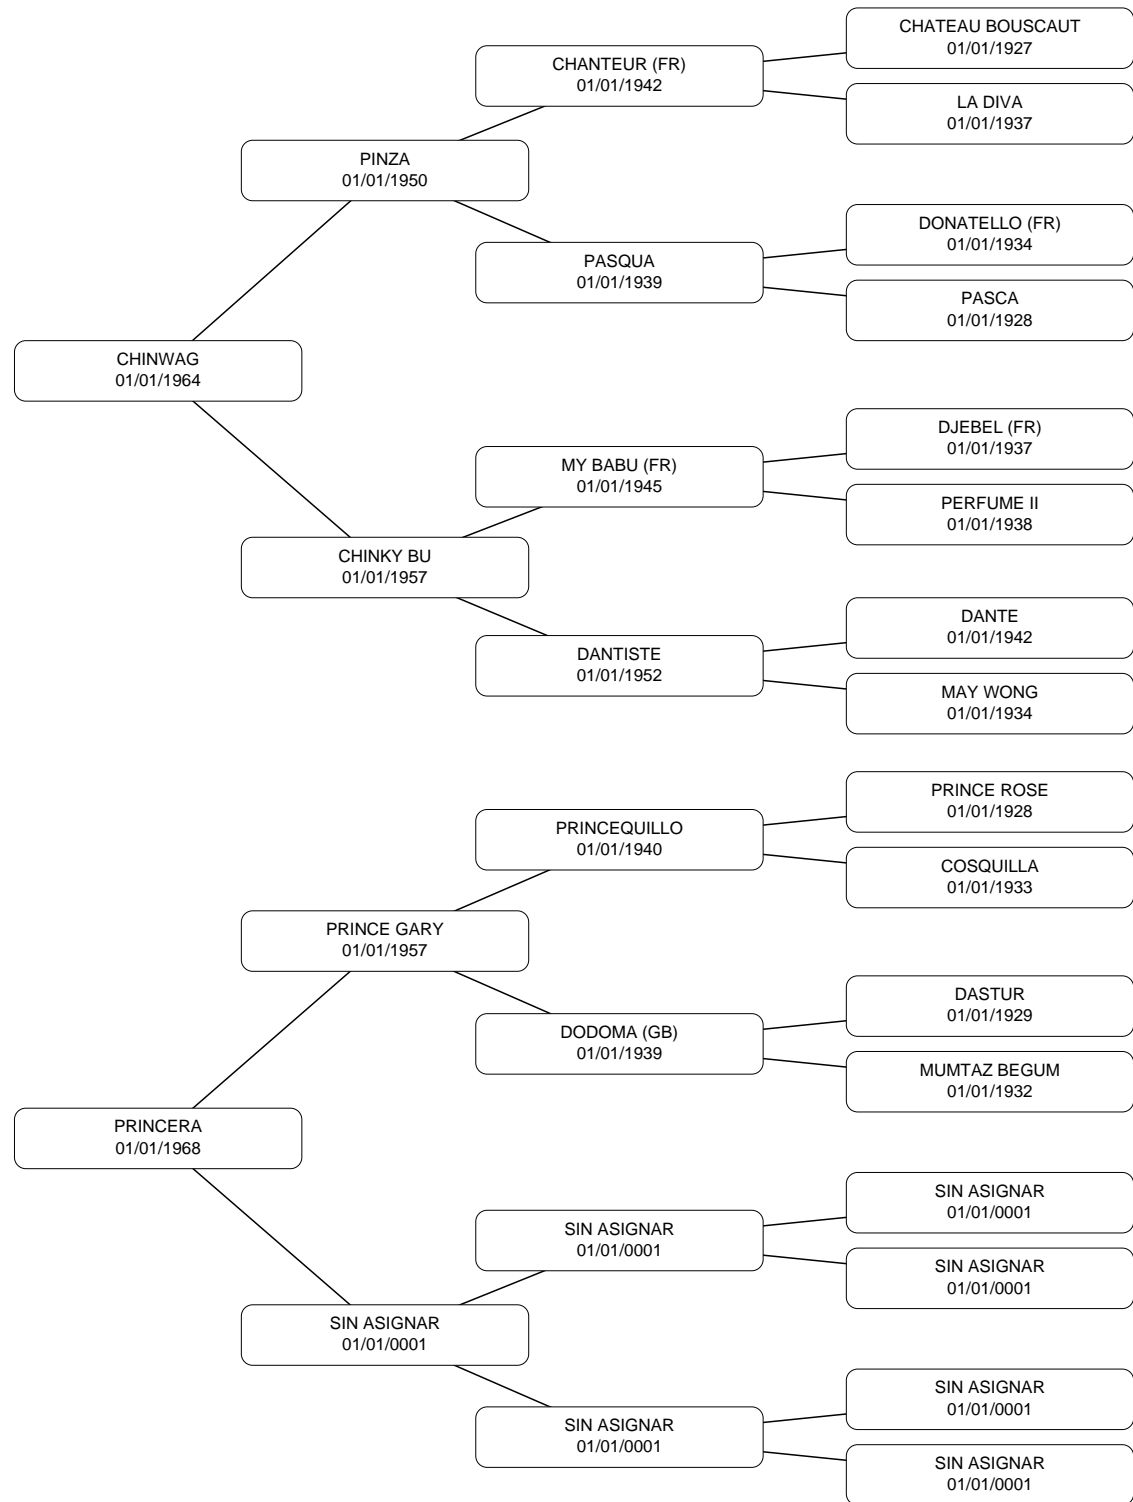 CHATEAU BOUSCAUT
01/01/1927
CHANTEUR (FR)
01/01/1942
LA DIVA
01/01/1937
PINZA
01/01/1950
DONATELLO (FR)
01/01/1934
PASQUA
01/01/1939
PASCA
01/01/1928
CHINWAG
01/01/1964
DJEBEL (FR)
01/01/1937
MY BABU (FR)
01/01/1945
PERFUME II
01/01/1938
CHINKY BU
01/01/1957
DANTE
01/01/1942
DANTISTE
01/01/1952
MAY WONG
01/01/1934
PRINCE ROSE
01/01/1928
PRINCEQUILLO
01/01/1940
COSQUILLA
01/01/1933
PRINCE GARY
01/01/1957
DASTUR
01/01/1929
DODOMA (GB)
01/01/1939
MUMTAZ BEGUM
01/01/1932
PRINCERA
01/01/1968
SIN ASIGNAR
01/01/0001
SIN ASIGNAR
01/01/0001
SIN ASIGNAR
01/01/0001
SIN ASIGNAR
01/01/0001
SIN ASIGNAR
01/01/0001
SIN ASIGNAR
01/01/0001
SIN ASIGNAR
01/01/0001